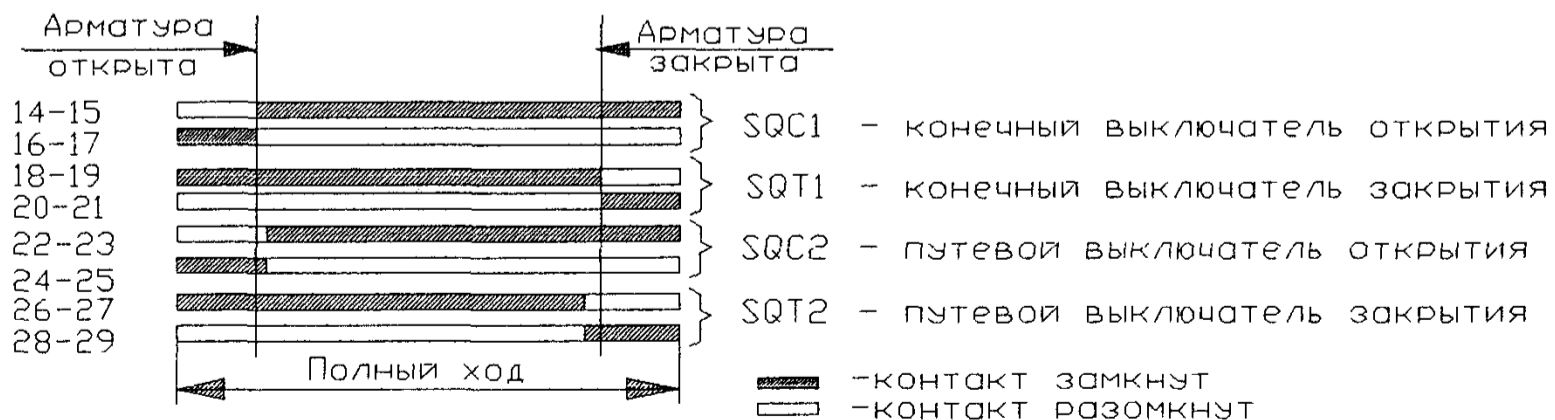 Арматура открыта
Арматура закрыта
14-15
16-17
SQC1 - конечный выключатель открытия
18-19
20-21
SQT1 - конечный выключатель закрытия
22-23
24-25
SQC2 - путевой выключатель открытия
26-27
28-29
SQT2 - путевой выключатель закрытия
Полный ход
-контакт замкнут
-контакт разомкнут